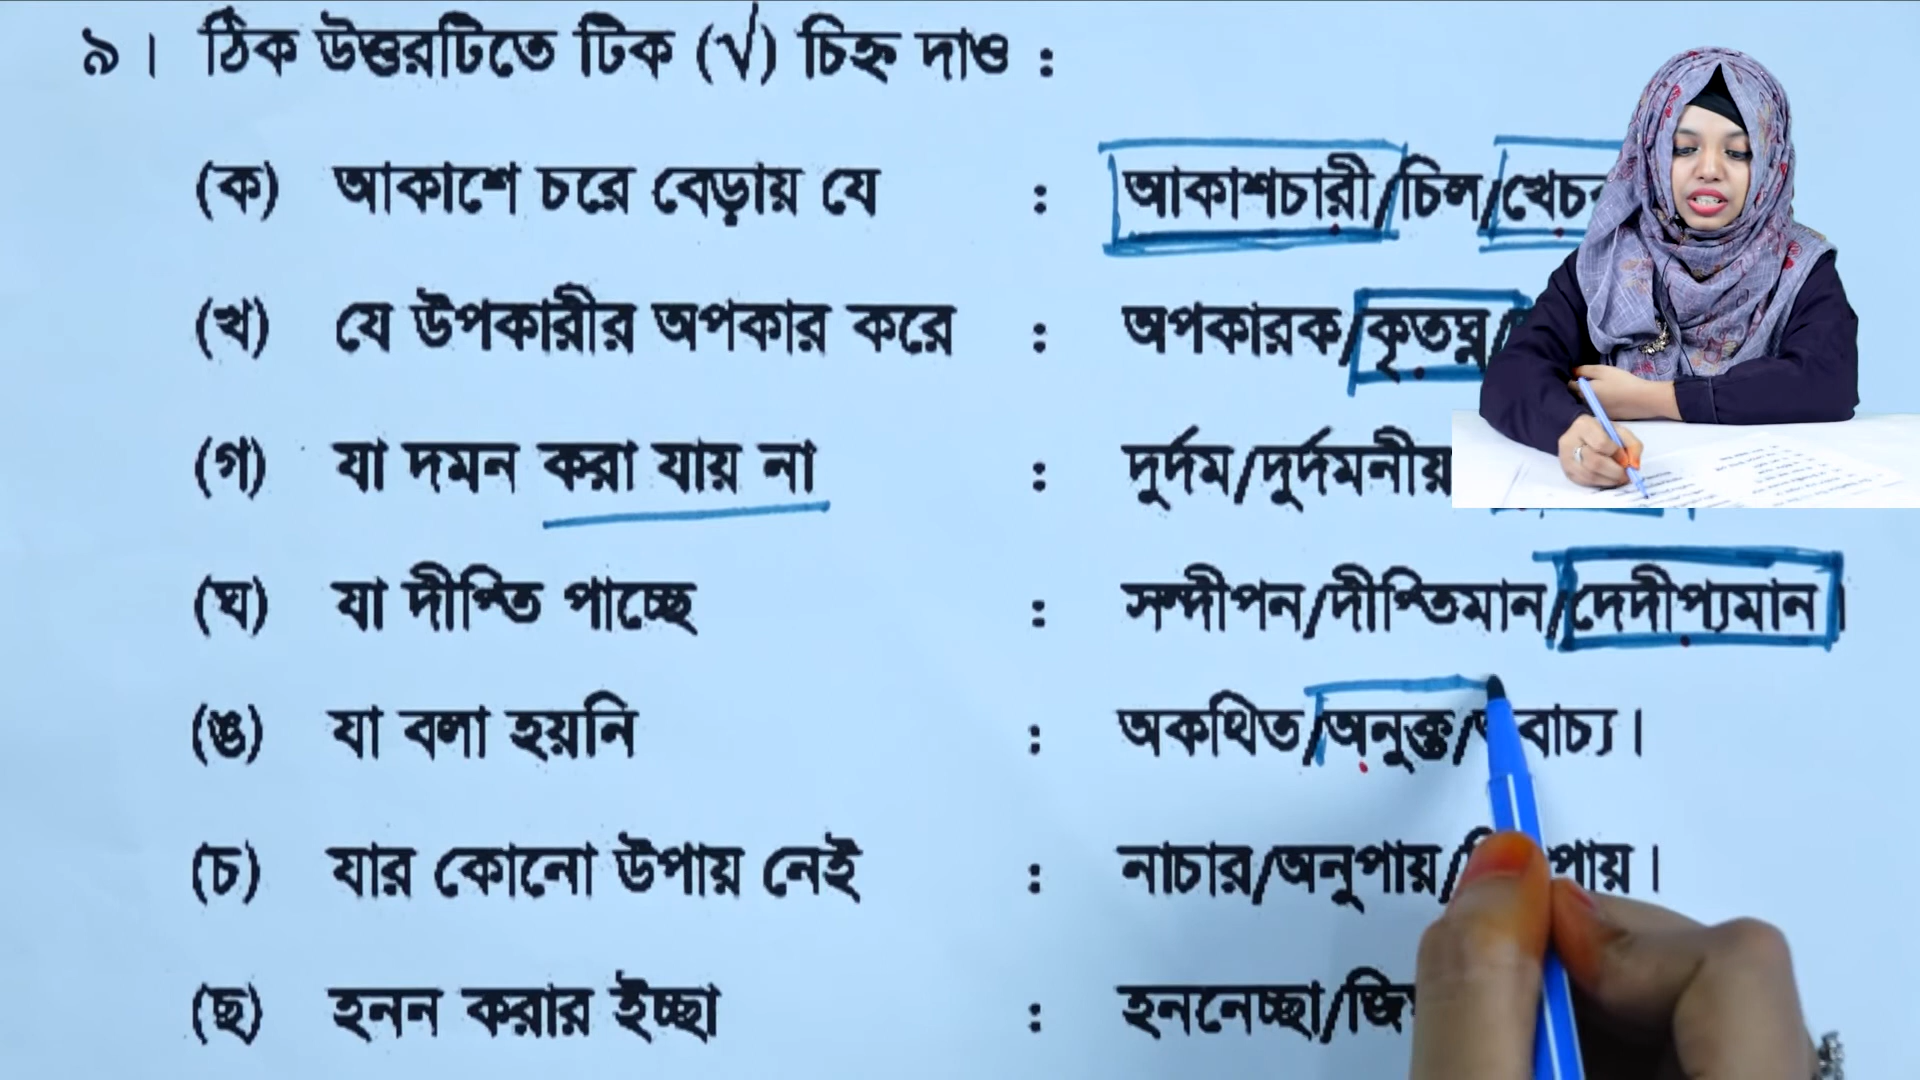 ৯। ঠিক উত্তরটিতে টিক (√) চিহ্ন দাও :
(ক) আকাশে চরে বেড়ায় যে : আকাশচারী/চিল/
(খ) যে উপকারীর অপকার করে : অপকারক/কৃতঘ্ন/
(গ) যা দমন করা যায় না : দুর্দম/দুর্দমনীয়
(ঘ) যা দীপ্তি পাচ্ছে : সন্দীপন/দীপ্তিমান/দেদীপ্যমান।
(ঙ) যা বলা হয়নি : অকথিত/অনুক্ত/
(চ) যার কোনো উপায় নেই : নাচার/অনুপায়/
(ছ) হনন করার ইচ্ছা : হননেচ্ছা/